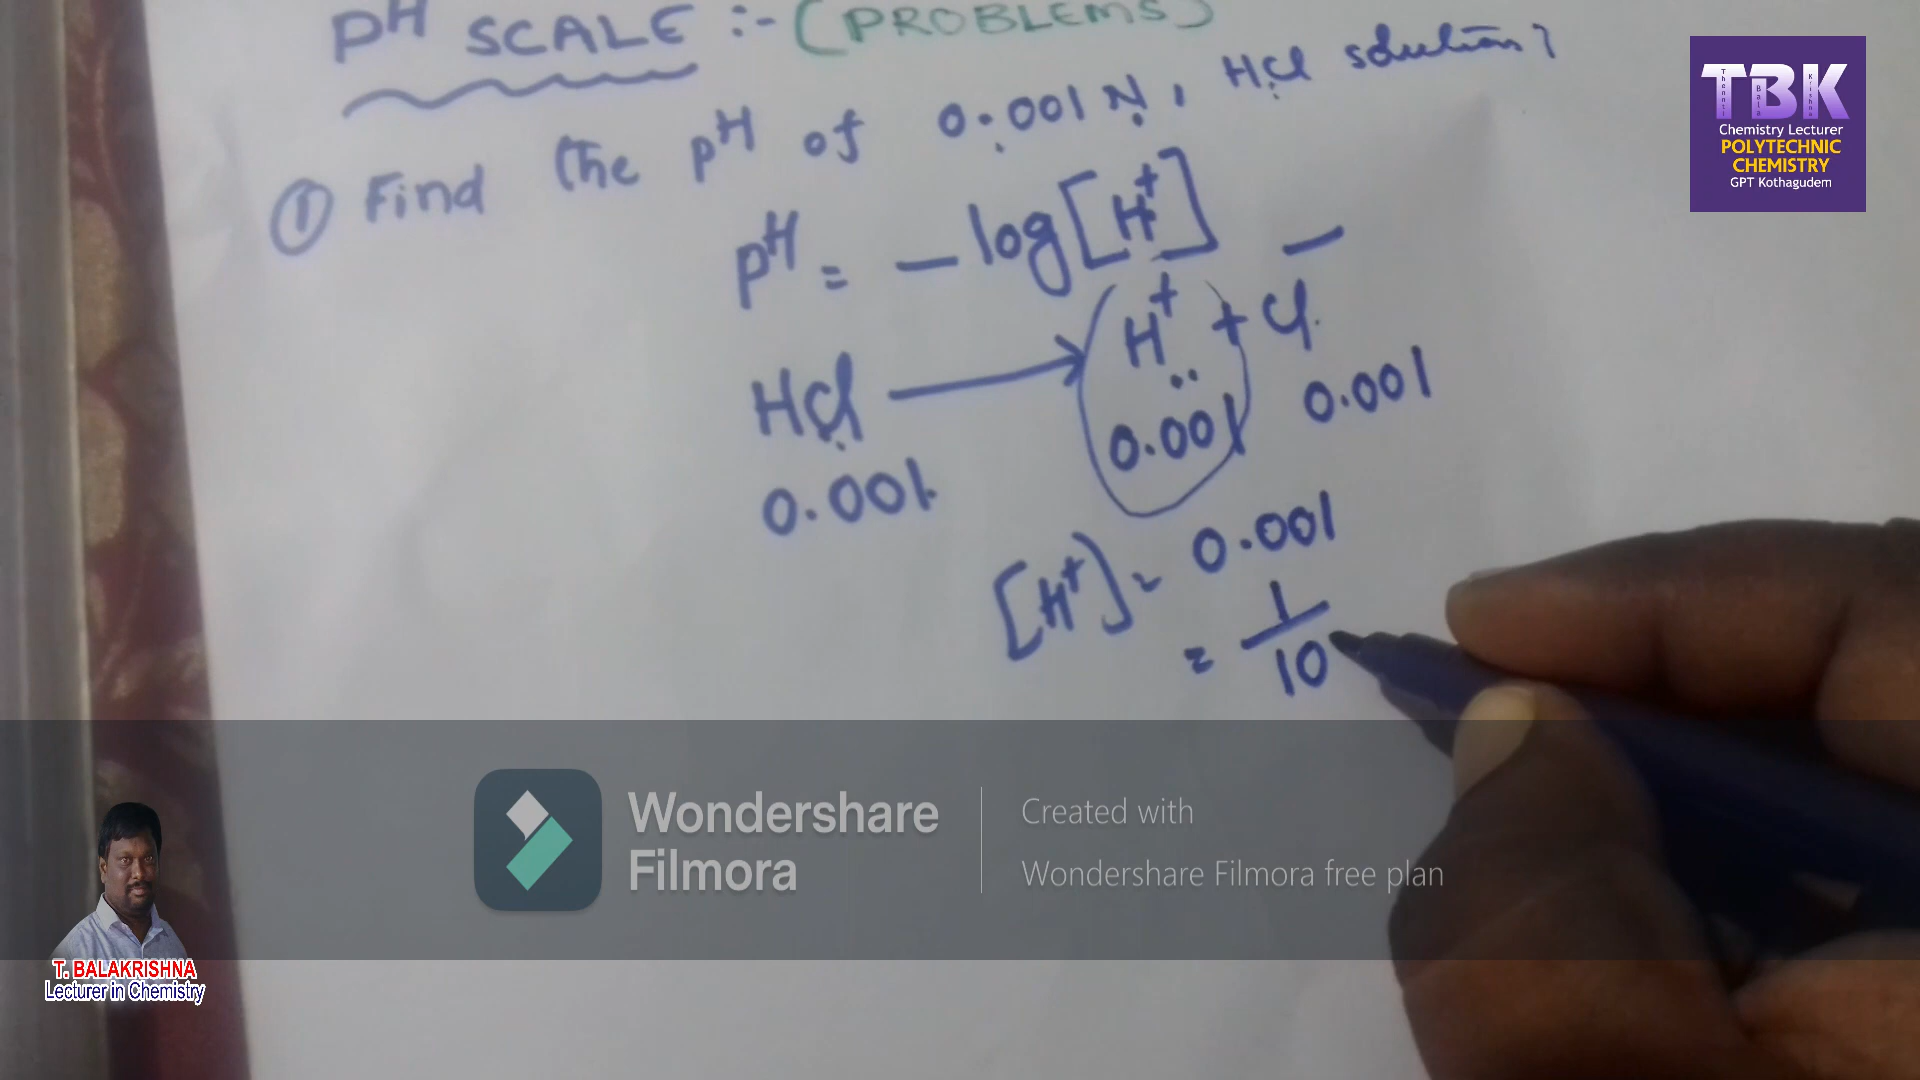 pH SCALE :- (PROBLEMS)
① Find the pH of 0.001 N, HCl solution?
pH = - log [H⁺]
HCl → H⁺ + Cl⁻
0.001 0.001 0.001
[H⁺] = 0.001
= 1/10
TBK
Chemistry Lecturer
POLYTECHNIC
CHEMISTRY
GPT Kothagudem
Wondershare
Filmora
Created with
Wondershare Filmora free plan
T. BALAKRISHNA
Lecturer in Chemistry